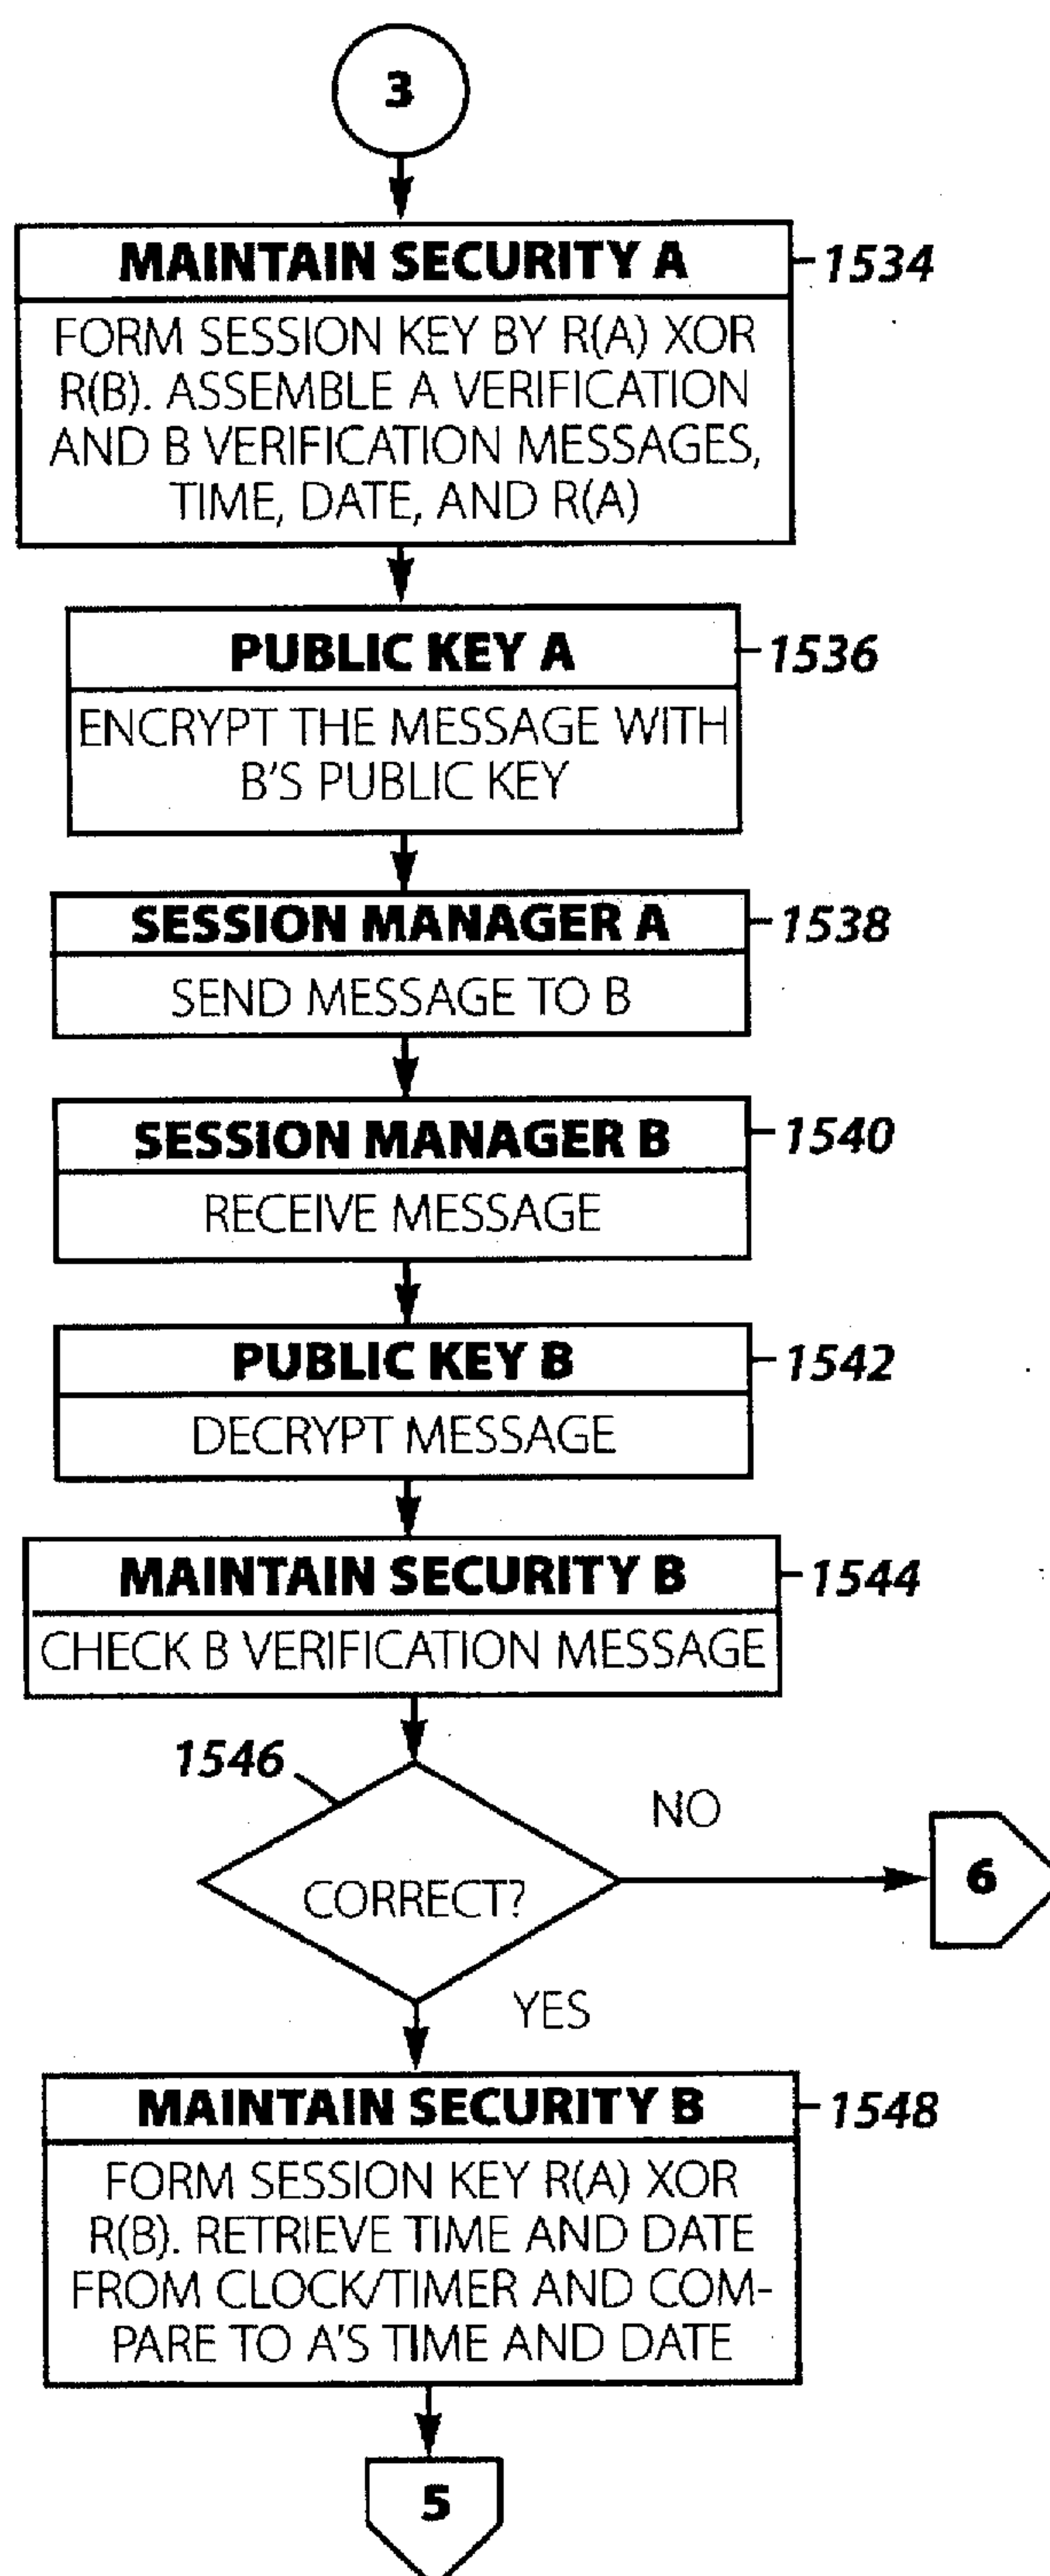 3
MAINTAIN SECURITY A
1534
FORM SESSION KEY BY R(A) XOR
R(B). ASSEMBLE A VERIFICATION
AND B VERIFICATION MESSAGES,
TIME, DATE, AND R(A)
PUBLIC KEY A
1536
ENCRYPT THE MESSAGE WITH
B'S PUBLIC KEY
SESSION MANAGER A
1538
SEND MESSAGE TO B
SESSION MANAGER B
1540
RECEIVE MESSAGE
PUBLIC KEY B
1542
DECRYPT MESSAGE
MAINTAIN SECURITY B
1544
CHECK B VERIFICATION MESSAGE
1546
NO
CORRECT?
6
YES
MAINTAIN SECURITY B
1548
FORM SESSION KEY R(A) XOR
R(B). RETRIEVE TIME AND DATE
FROM CLOCK/TIMER AND COM-
PARE TO A'S TIME AND DATE
5